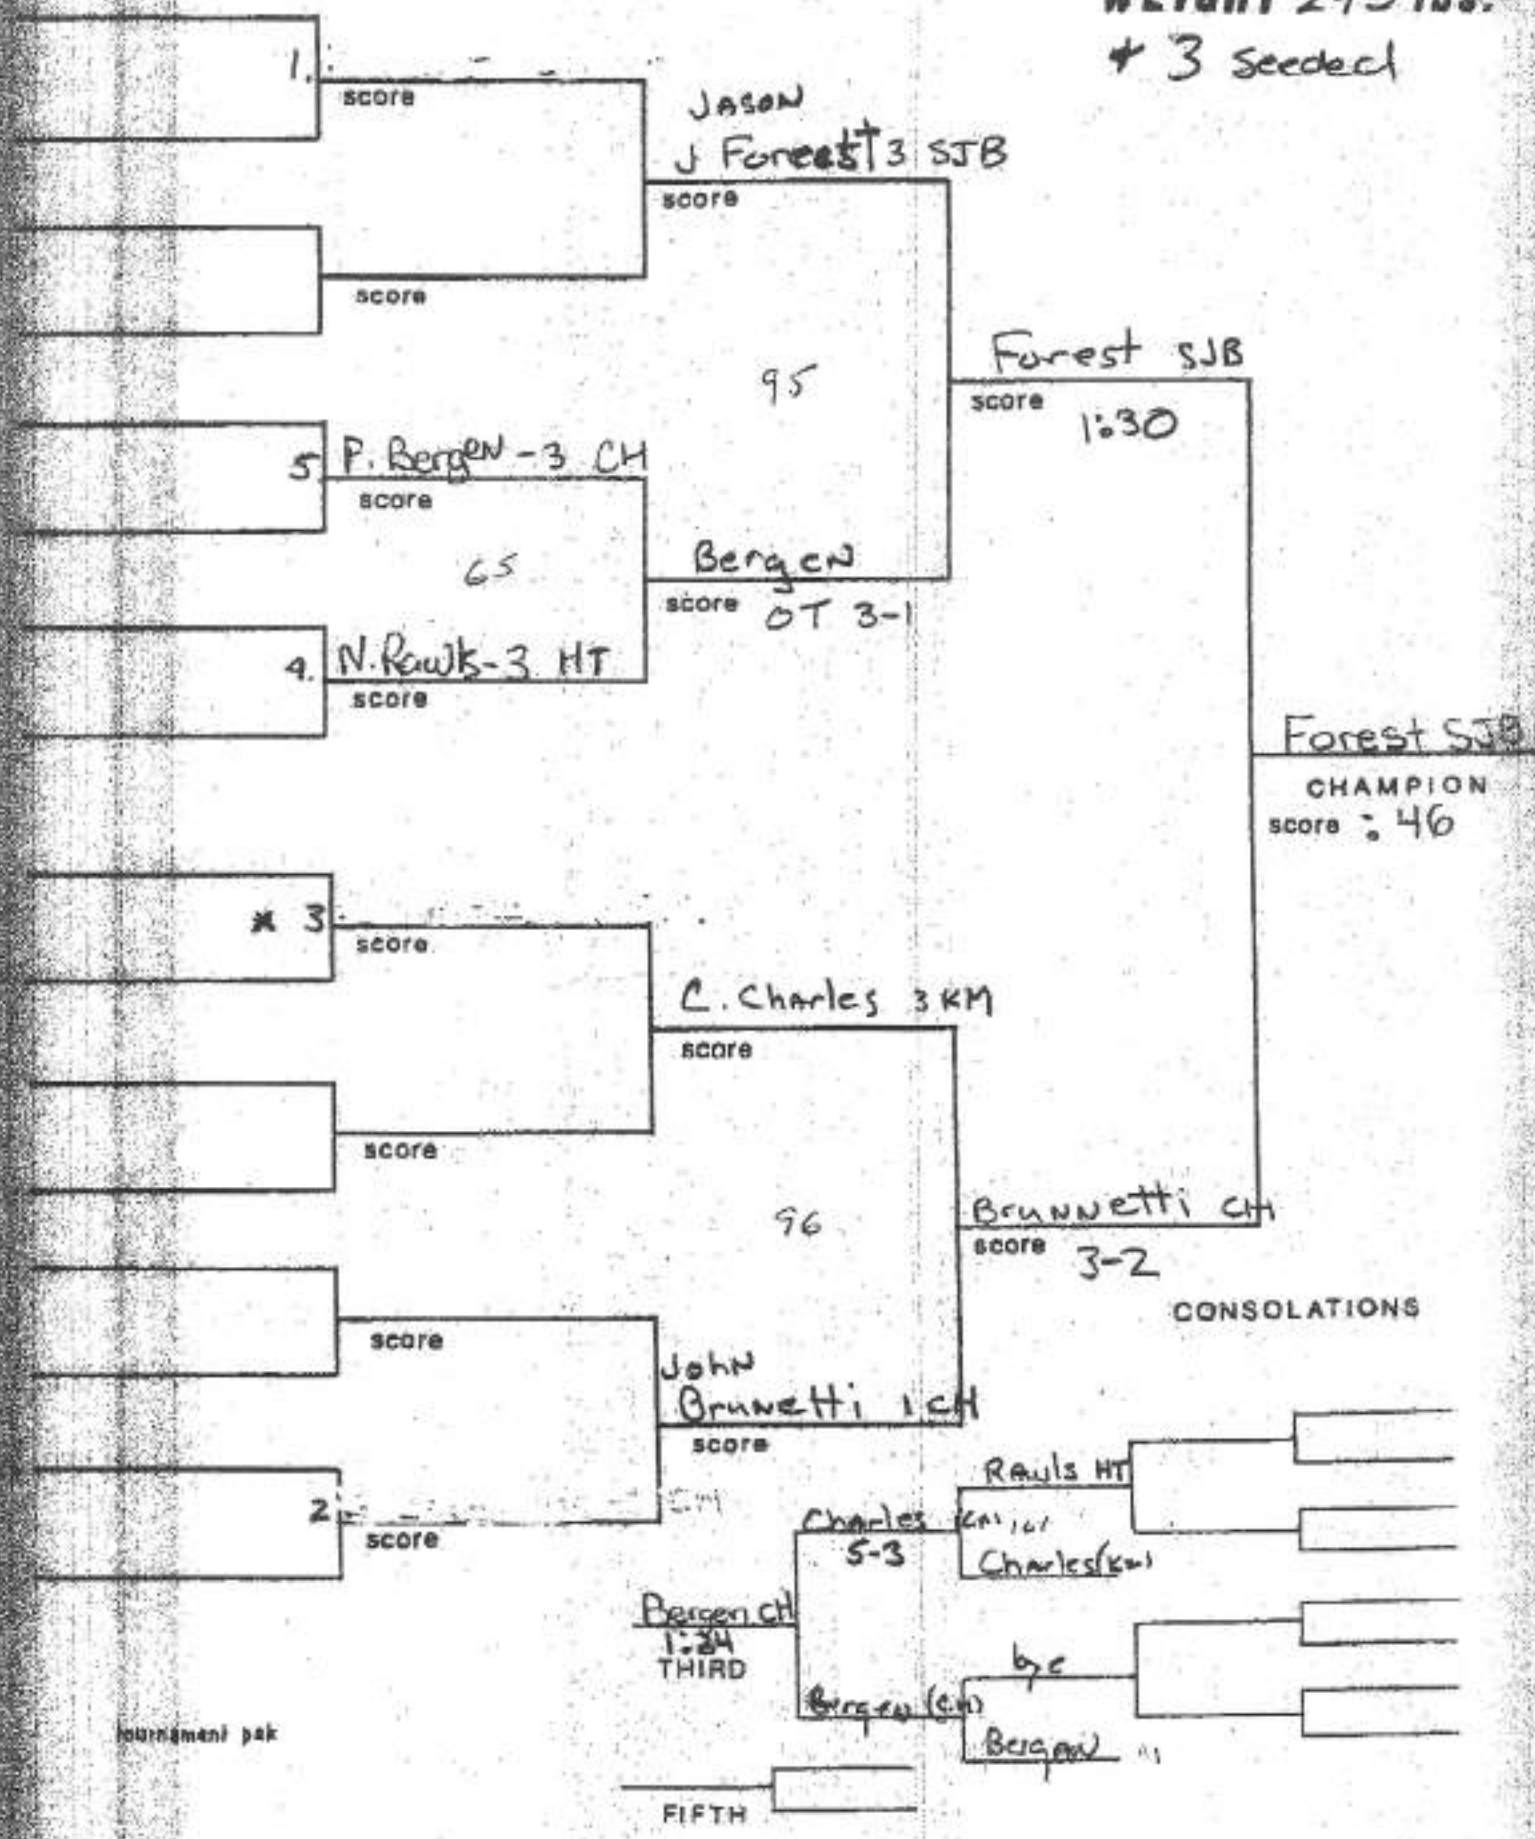 * 3 Seeded
1.
score
JASON
J Forest 3 SJB
score
score
Forest SJB
score
1:30
95
5 P. Bergen - 3 CH
score
65
Bergen
score OT 3-1
4. N. Rawls - 3 HT
score
Forest SJB
CHAMPION
score :46
* 3
score
C. Charles 3 KM
score
score
96
Brunnetti CH
score 3-2
CONSOLATIONS
score
John
Brunetti 1 CH
score
2
score
Rawls HT
Charles
5-3
Charles (KM)
Bergen CH
THIRD
bye
Bergen (CH)
Bergen
tournament pak
FIFTH